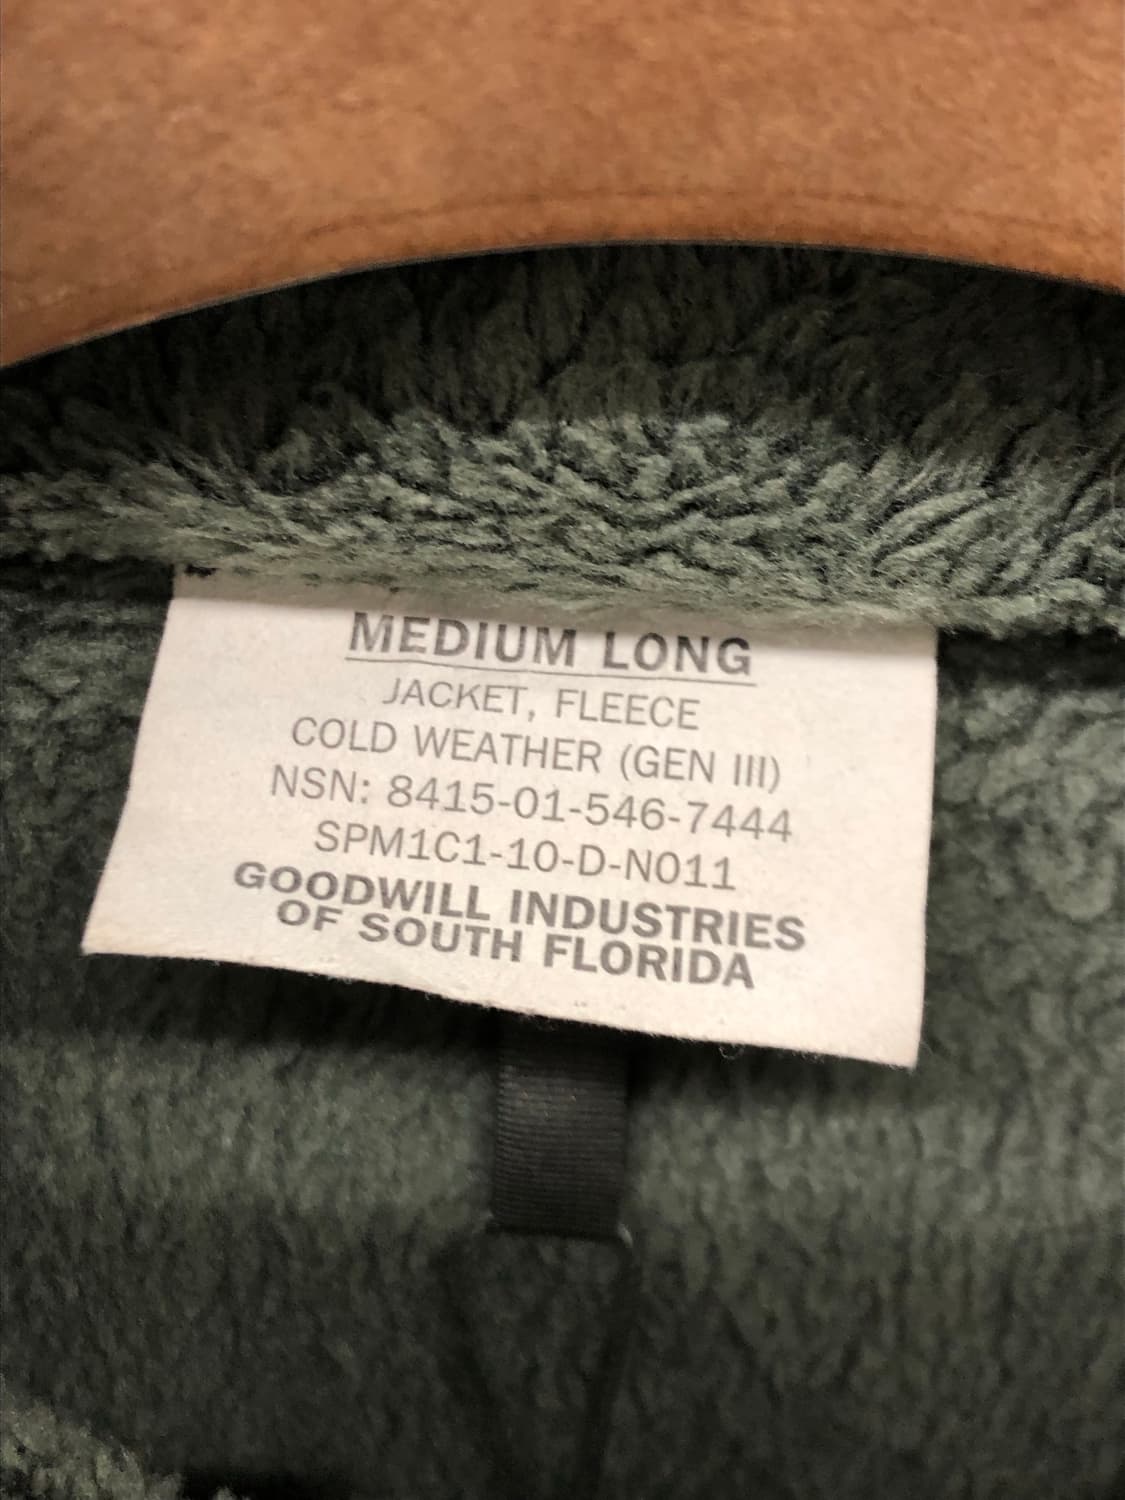 MEDIUM LONG
JACKET, FLEECE
COLD WEATHER (GEN III)
NSN: 8415-01-546-7444
SPM1C1-10-D-N011
GOODWILL INDUSTRIES
OF SOUTH FLORIDA